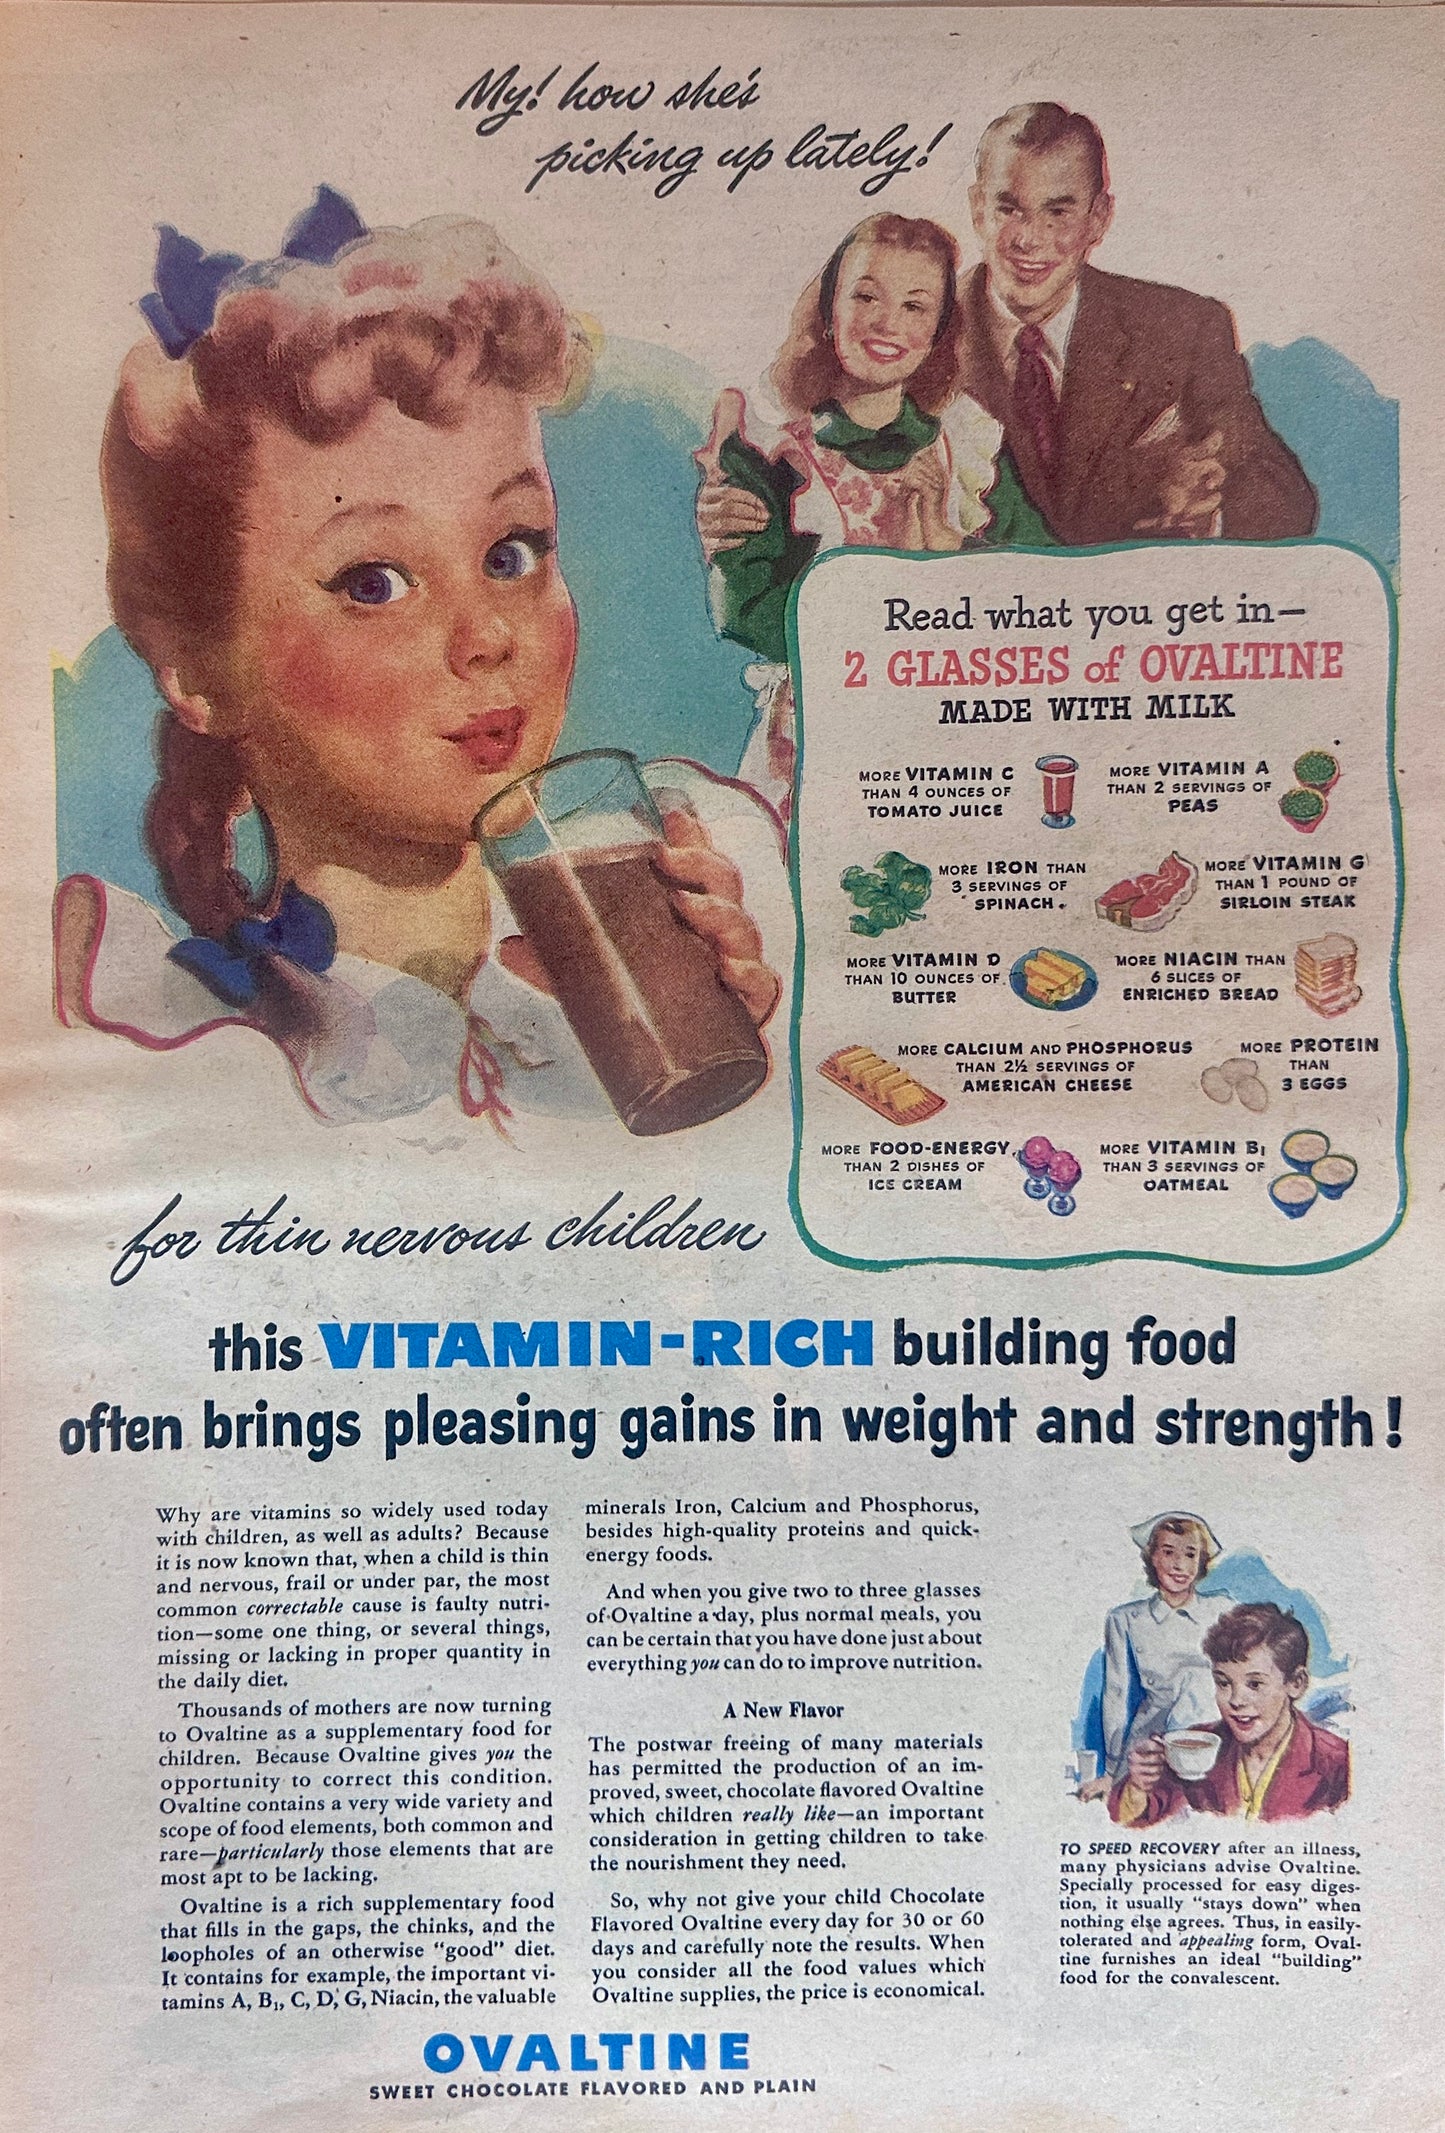 My! how she's
picking up lately!
Read what you get in—
2 GLASSES of OVALTINE
MADE WITH MILK
MORE VITAMIN C
THAN 4 OUNCES OF
TOMATO JUICE
MORE VITAMIN A
THAN 2 SERVINGS OF
PEAS
MORE IRON THAN
3 SERVINGS OF
SPINACH.
MORE VITAMIN G
THAN 1 POUND OF
SIRLOIN STEAK
MORE VITAMIN D
THAN 10 OUNCES OF
BUTTER
MORE NIACIN THAN
6 SLICES OF
ENRICHED BREAD
MORE CALCIUM AND PHOSPHORUS
THAN 2½ SERVINGS OF
AMERICAN CHEESE
MORE PROTEIN
THAN
3 EGGS
MORE FOOD-ENERGY
THAN 2 DISHES OF
ICE CREAM
MORE VITAMIN B₁
THAN 3 SERVINGS OF
OATMEAL
for thin nervous children
this VITAMIN-RICH building food
often brings pleasing gains in weight and strength!
Why are vitamins so widely used today
with children, as well as adults? Because
it is now known that, when a child is thin
and nervous, frail or under par, the most
common correctable cause is faulty nutri-
tion—some one thing, or several things,
missing or lacking in proper quantity in
the daily diet.
Thousands of mothers are now turning
to Ovaltine as a supplementary food for
children. Because Ovaltine gives you the
opportunity to correct this condition.
Ovaltine contains a very wide variety and
scope of food elements, both common and
rare—particularly those elements that are
most apt to be lacking.
Ovaltine is a rich supplementary food
that fills in the gaps, the chinks, and the
loopholes of an otherwise "good" diet.
It contains for example, the important vi-
tamins A, B₁, C, D, G, Niacin, the valuable
minerals Iron, Calcium and Phosphorus,
besides high-quality proteins and quick-
energy foods.
And when you give two to three glasses
of Ovaltine a day, plus normal meals, you
can be certain that you have done just about
everything you can do to improve nutrition.
A New Flavor
The postwar freeing of many materials
has permitted the production of an im-
proved, sweet, chocolate flavored Ovaltine
which children really like—an important
consideration in getting children to take
the nourishment they need.
So, why not give your child Chocolate
Flavored Ovaltine every day for 30 or 60
days and carefully note the results. When
you consider all the food values which
Ovaltine supplies, the price is economical.
TO SPEED RECOVERY after an illness,
many physicians advise Ovaltine.
Specially processed for easy diges-
tion, it usually "stays down" when
nothing else agrees. Thus, in easily-
tolerated and appealing form, Oval-
tine furnishes an ideal "building"
food for the convalescent.
OVALTINE
SWEET CHOCOLATE FLAVORED AND PLAIN